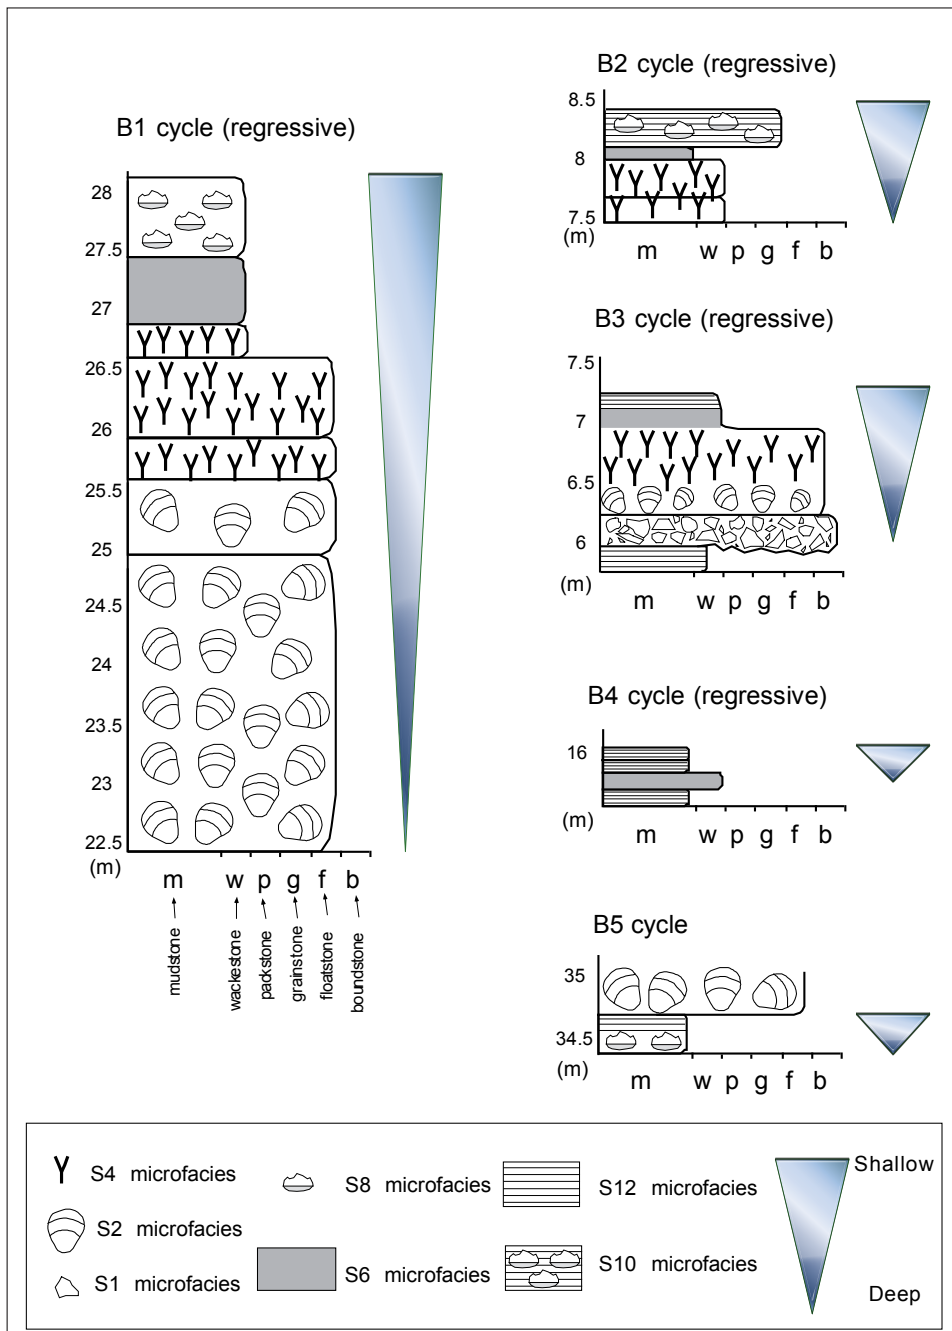 B1 cycle (regressive)
28
27.5
27
26.5
26
25.5
25
24.5
24
23.5
23
22.5
(m)
m w p g f b
mudstone
wackestone
packstone
grainstone
floatstone
boundstone
B2 cycle (regressive)
8.5
8
7.5
(m)
m w p g f b
B3 cycle (regressive)
7.5
7
6.5
6
(m)
m w p g f b
B4 cycle (regressive)
16
(m)
m w p g f b
B5 cycle
35
34.5
(m)
m w p g f b
S4 microfacies
S2 microfacies
S1 microfacies
S8 microfacies
S6 microfacies
S12 microfacies
S10 microfacies
Shallow
Deep